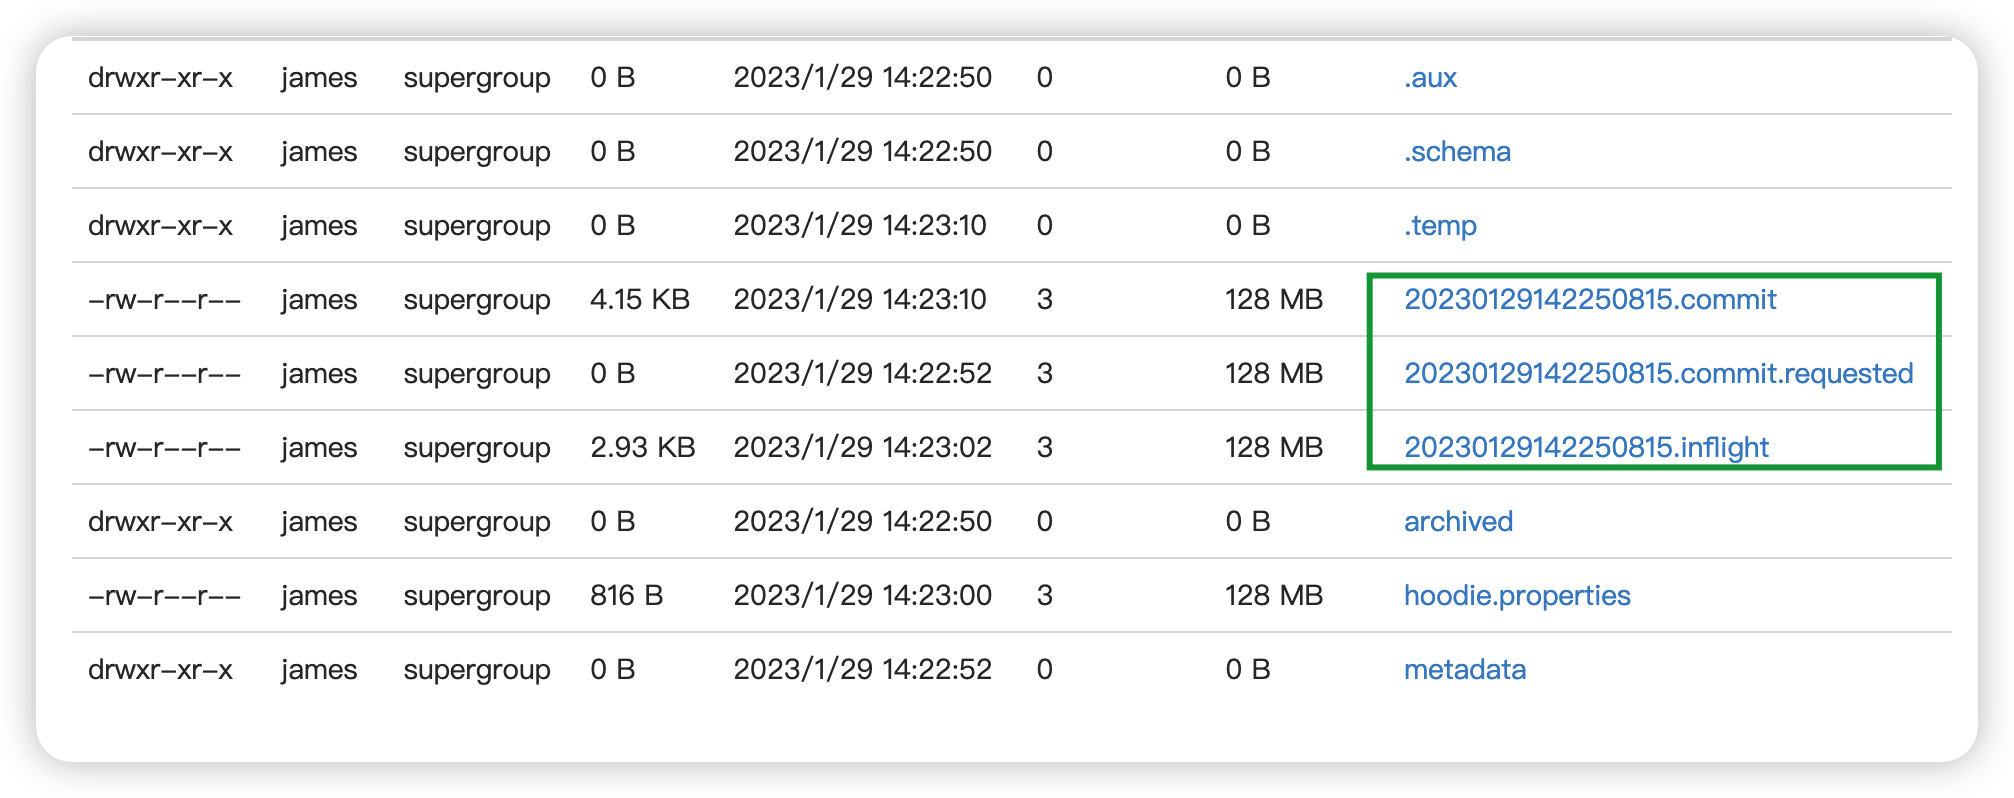 drwxr-xr-x james supergroup 0 B 2023/1/29 14:22:50 0 0 B .aux
drwxr-xr-x james supergroup 0 B 2023/1/29 14:22:50 0 0 B .schema
drwxr-xr-x james supergroup 0 B 2023/1/29 14:23:10 0 0 B .temp
-rw-r--r-- james supergroup 4.15 KB 2023/1/29 14:23:10 3 128 MB 20230129142250815.commit
-rw-r--r-- james supergroup 0 B 2023/1/29 14:22:52 3 128 MB 20230129142250815.commit.requested
-rw-r--r-- james supergroup 2.93 KB 2023/1/29 14:23:02 3 128 MB 20230129142250815.inflight
drwxr-xr-x james supergroup 0 B 2023/1/29 14:22:50 0 0 B archived
-rw-r--r-- james supergroup 816 B 2023/1/29 14:23:00 3 128 MB hoodie.properties
drwxr-xr-x james supergroup 0 B 2023/1/29 14:22:52 0 0 B metadata